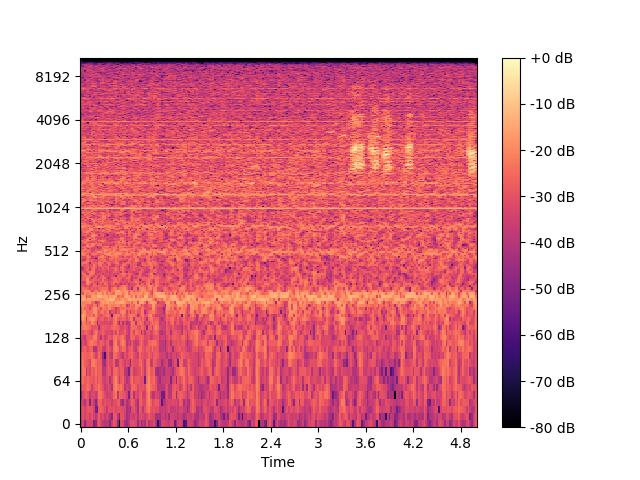 8192
4096
2048
1024
512
256
128
64
0
Hz
0 0.6 1.2 1.8 2.4 3 3.6 4.2 4.8
Time
+0 dB
-10 dB
-20 dB
-30 dB
-40 dB
-50 dB
-60 dB
-70 dB
-80 dB